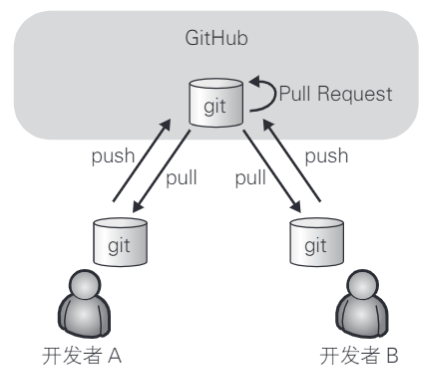 GitHub
git
Pull Request
push
pull
pull
push
git
git
开发者 A
开发者 B